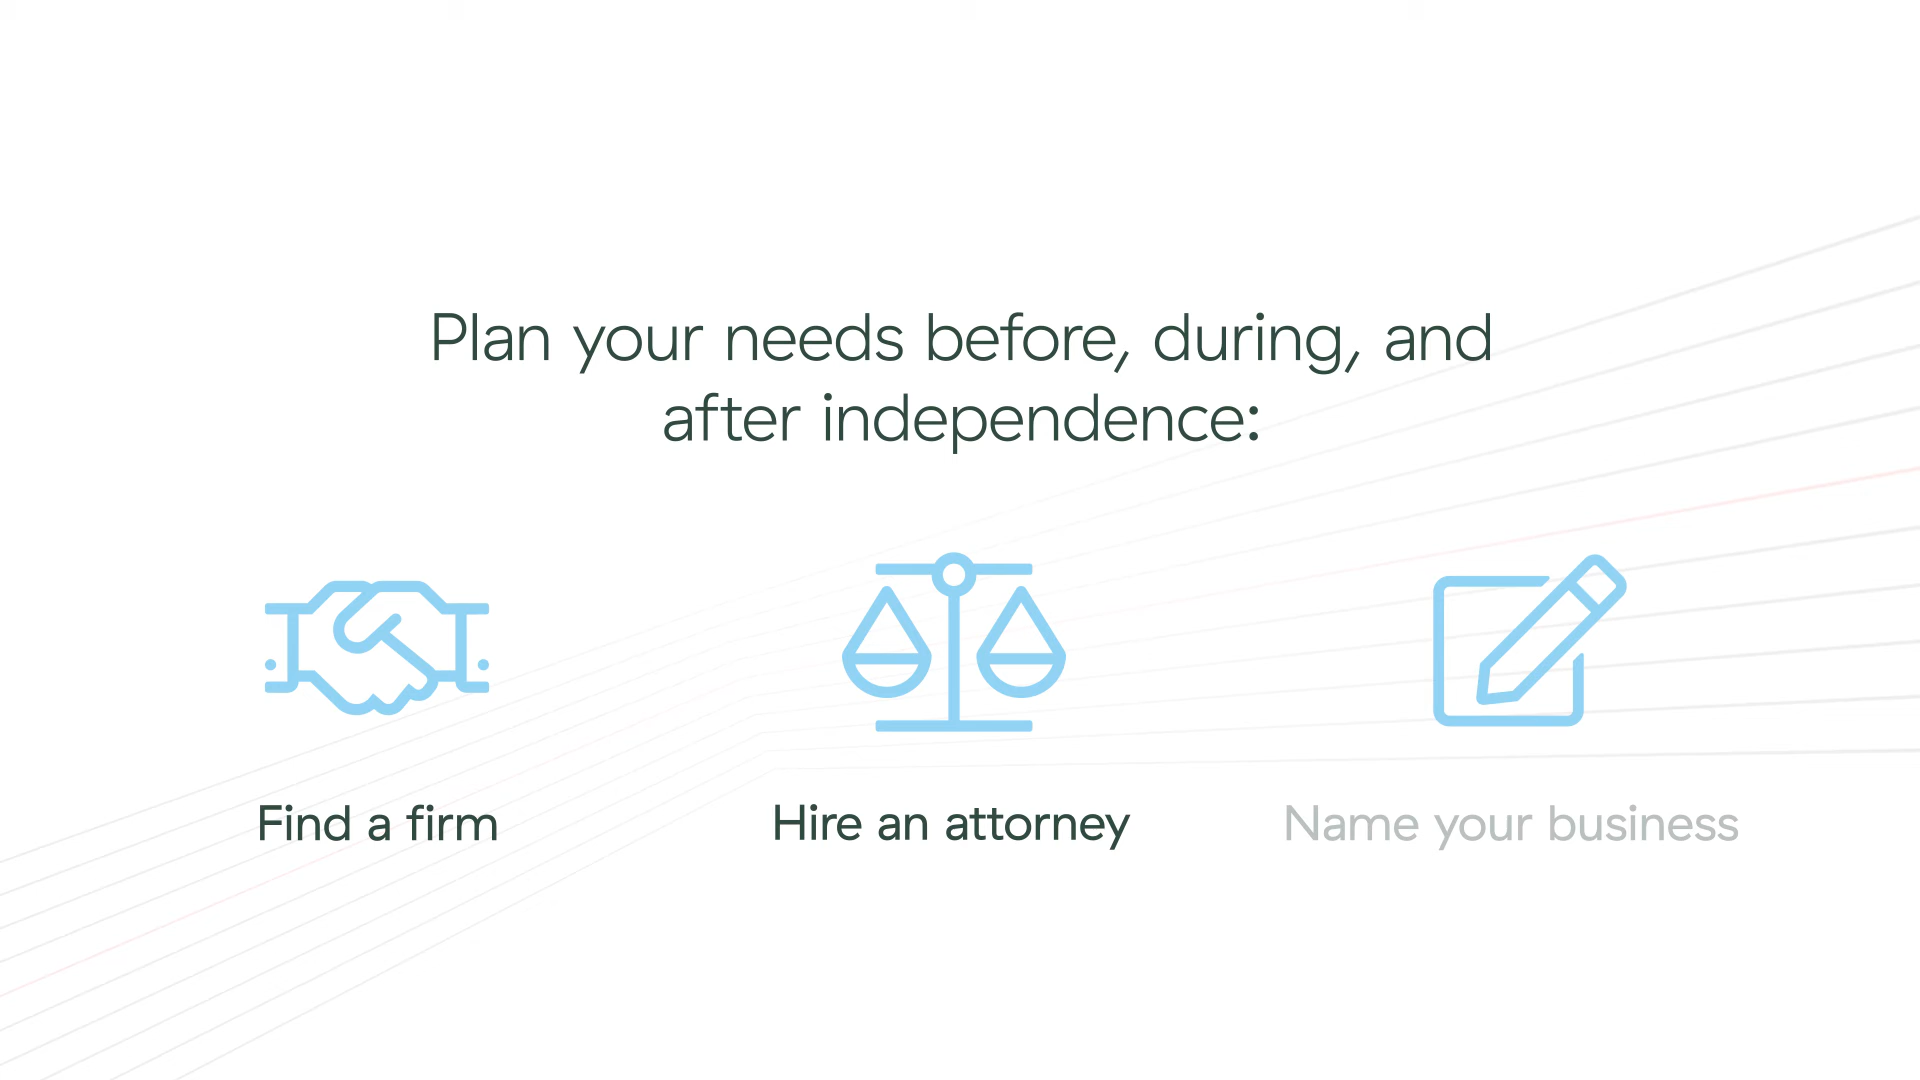 Plan your needs before, during, and
after independence:
Find a firm
Hire an attorney
Name your business